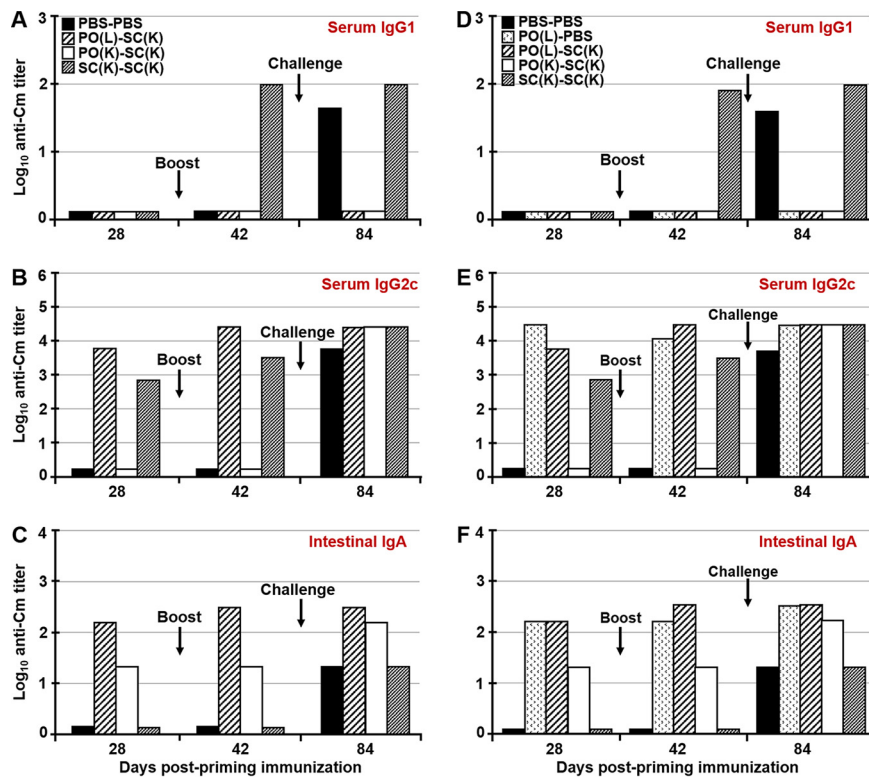 A
Serum IgG1
PBS-PBS
PO(L)-SC(K)
PO(K)-SC(K)
SC(K)-SC(K)
Log10 anti-Cm titer
3
2
1
0
Boost
Challenge
28 42 84
B
Serum IgG2c
Log10 anti-Cm titer
6
5
4
3
2
1
0
Boost
Challenge
28 42 84
C
Intestinal IgA
Log10 anti-Cm titer
4
3
2
1
0
Boost
Challenge
28 42 84
Days post-priming immunization
D
Serum IgG1
PBS-PBS
PO(L)-PBS
PO(L)-SC(K)
PO(K)-SC(K)
SC(K)-SC(K)
3
2
1
0
Boost
Challenge
28 42 84
E
Serum IgG2c
6
5
4
3
2
1
0
Boost
Challenge
28 42 84
F
Intestinal IgA
4
3
2
1
0
Boost
Challenge
28 42 84
Days post-priming immunization